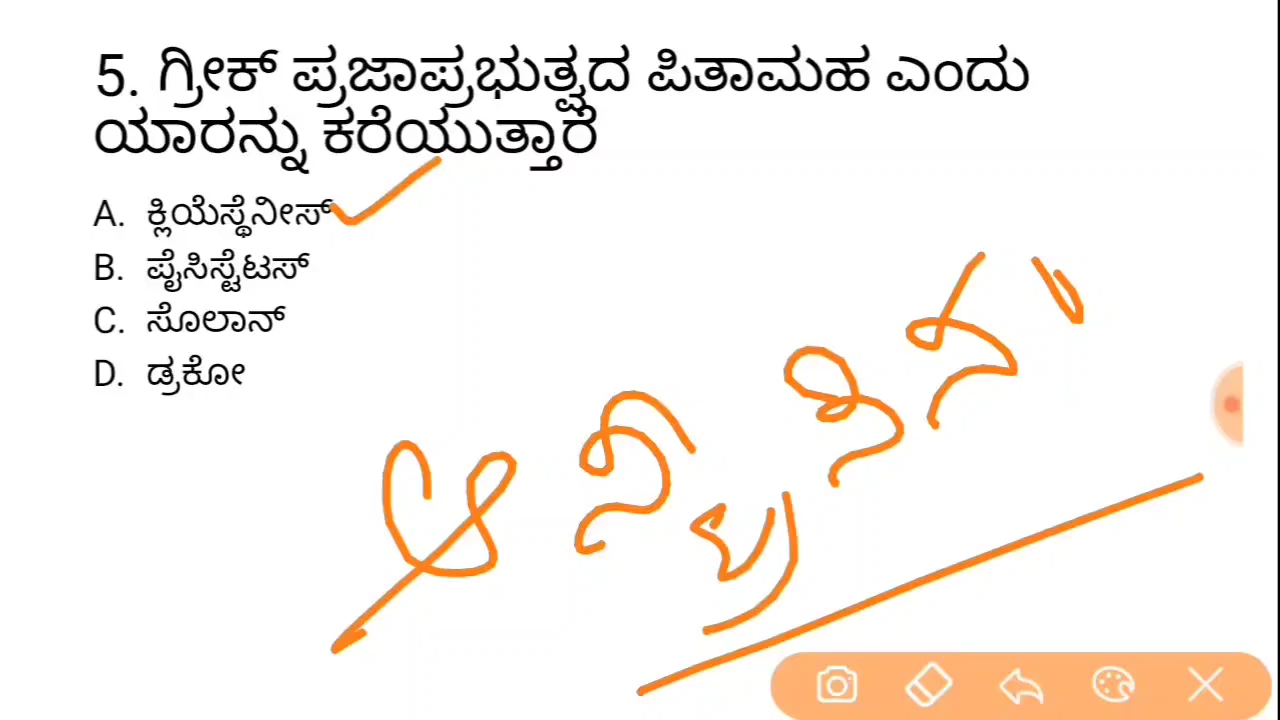 5. ಗ್ರೀಕ್ ಪ್ರಜಾಪ್ರಭುತ್ವದ ಪಿತಾಮಹ ಎಂದು
ಯಾರನ್ನು ಕರೆಯುತ್ತಾರೆ
A. ಕ್ಲಿಯೆಸ್ಥೆನೀಸ್
B. ಪೈಸಿಸ್ಟೆಟಸ್
C. ಸೊಲಾನ್
D. ಡ್ರಕೋ